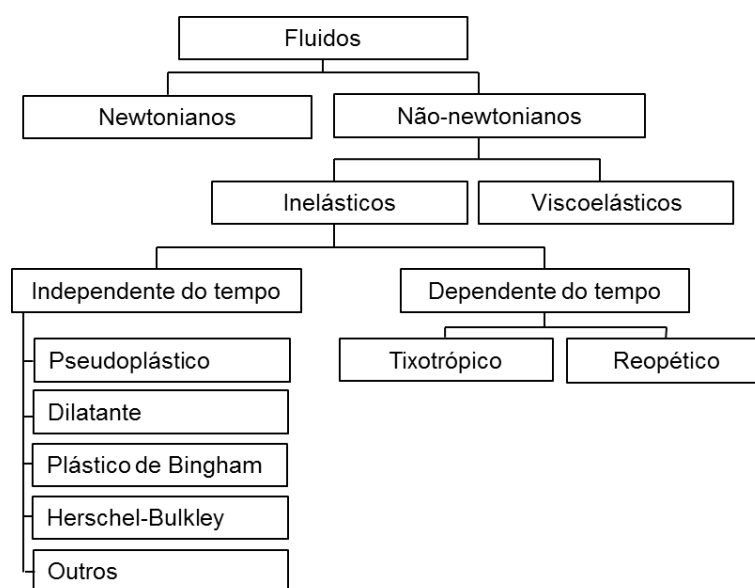 Fluidos
Newtonianos
Não-newtonianos
Inelásticos
Viscoelásticos
Independente do tempo
Dependente do tempo
Pseudoplástico
Tixotrópico
Reopético
Dilatante
Plástico de Bingham
Herschel-Bulkley
Outros